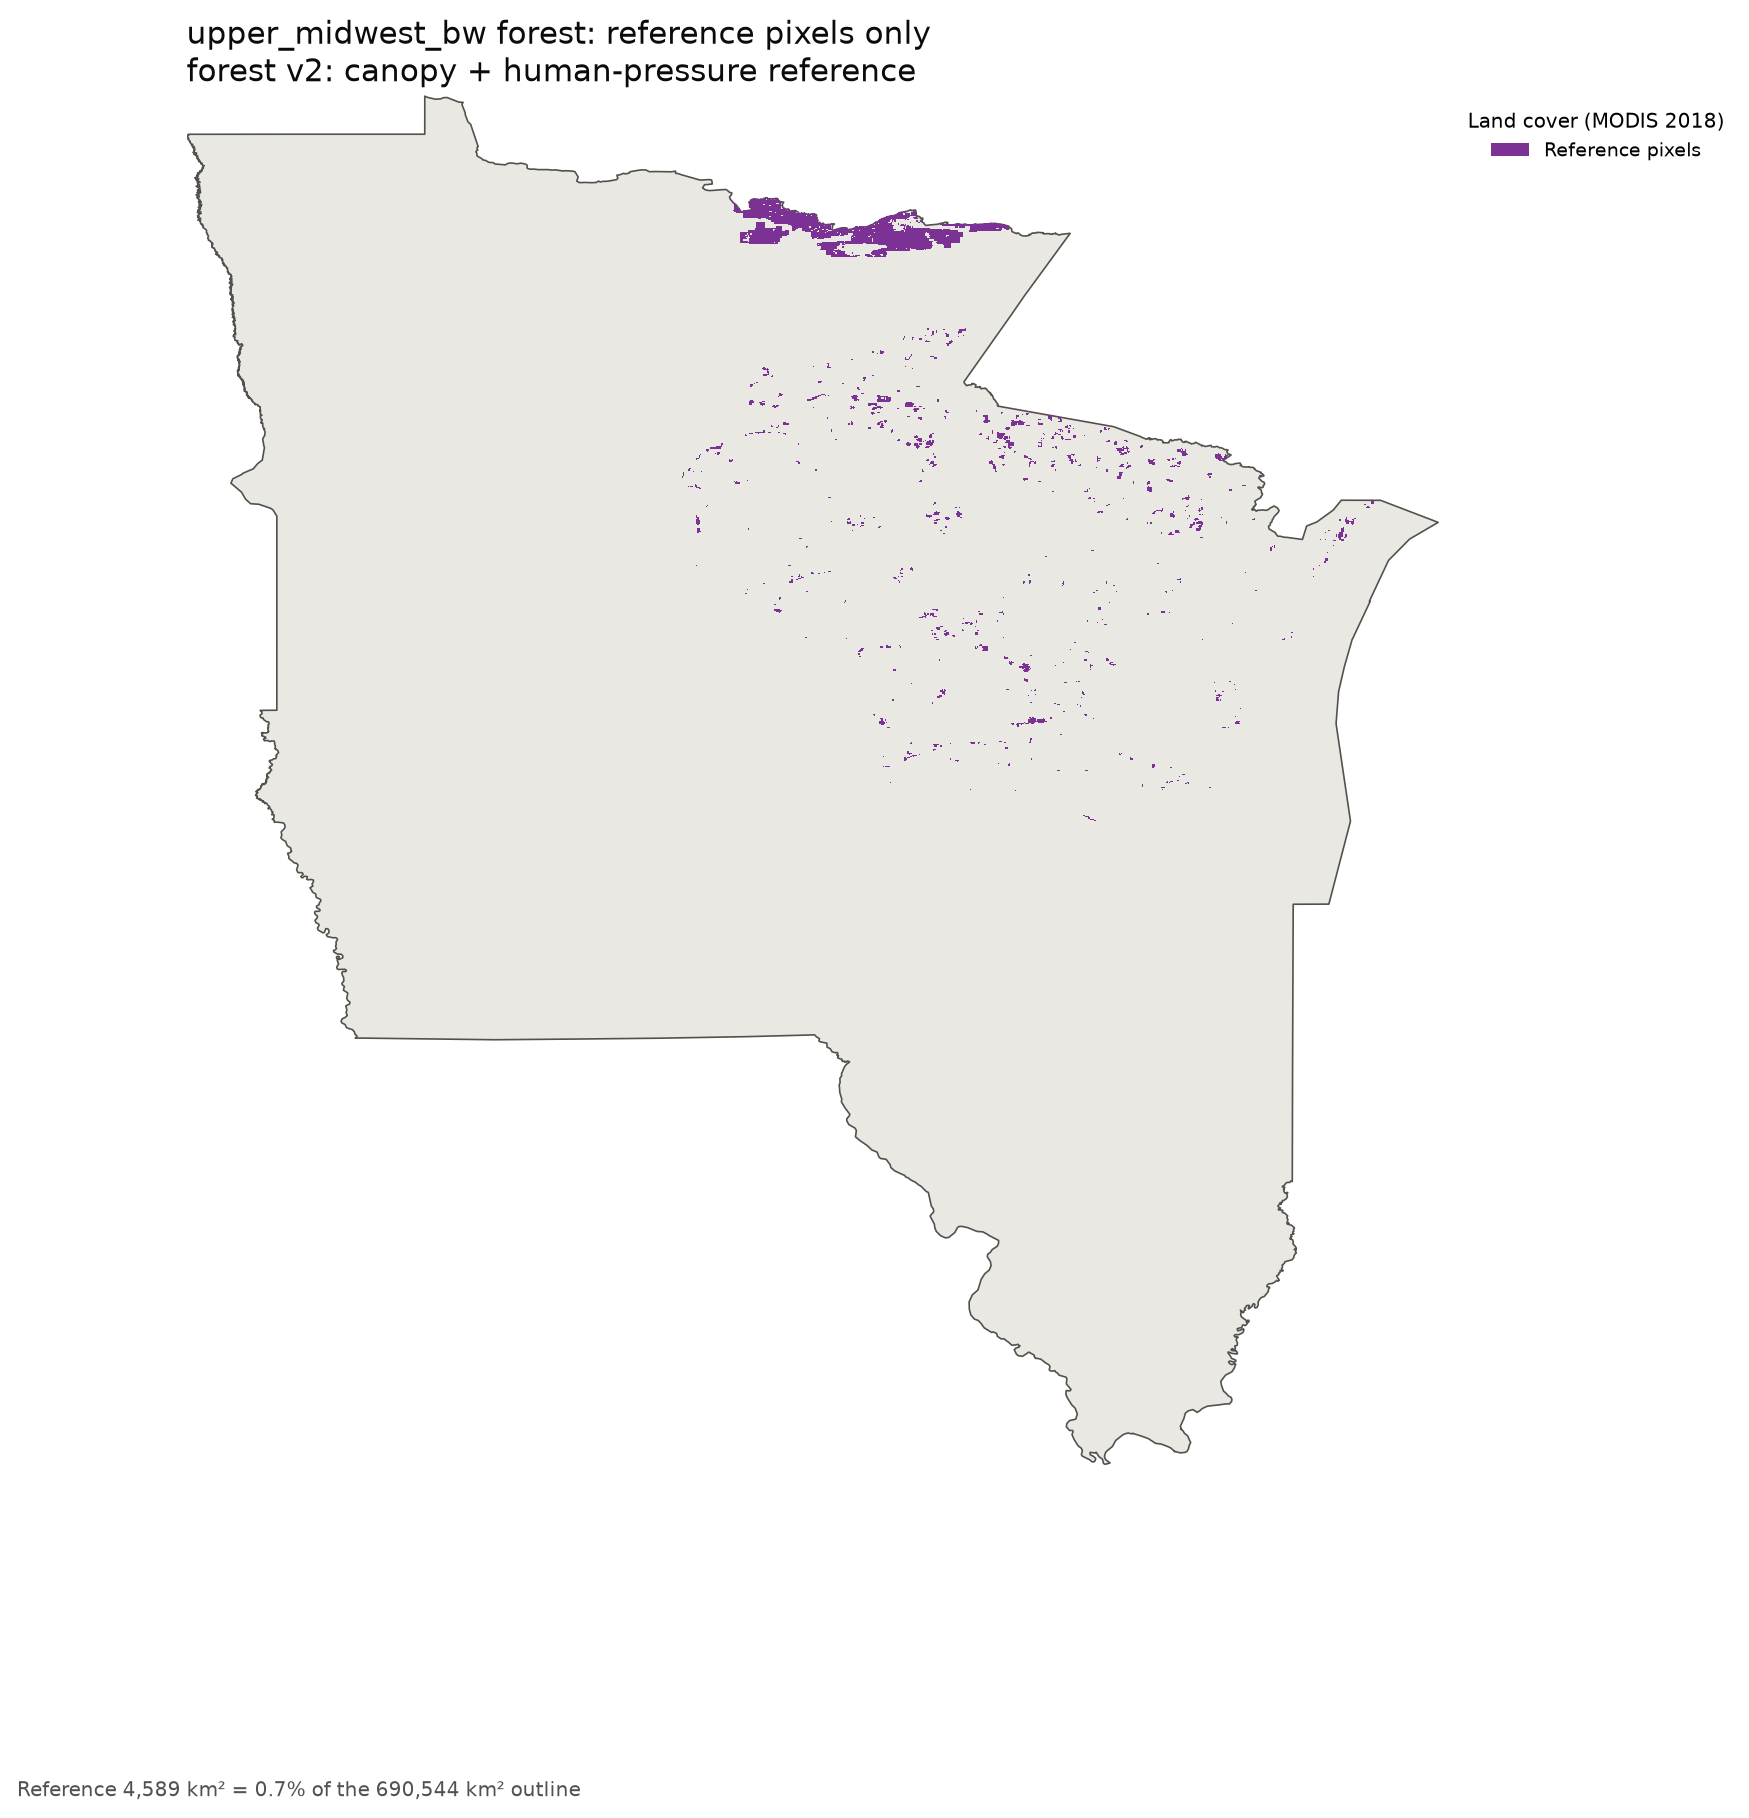 upper_midwest_bw forest: reference pixels only
forest v2: canopy + human-pressure reference
Land cover (MODIS 2018)
Reference pixels
Reference 4,589 km² = 0.7% of the 690,544 km² outline